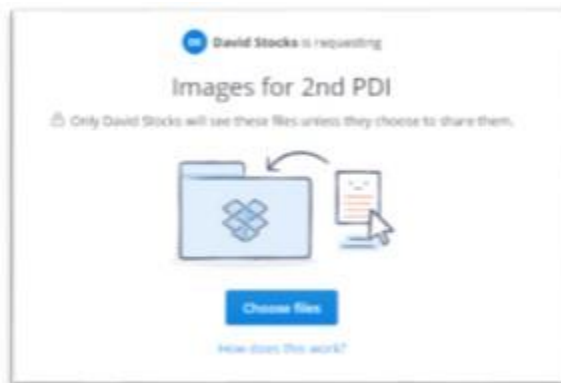 David Stocks is requesting
Images for 2nd PDI
Only David Stocks will see these files unless they choose to share them.
Choose files
How does this work?